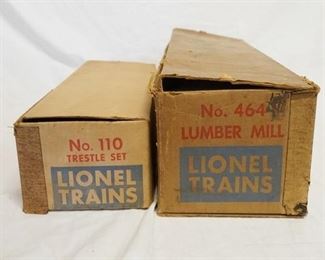 No. 110
TRESTLE SET
LIONEL
TRAINS
No. 464
LUMBER MILL
LIONEL
TRAINS